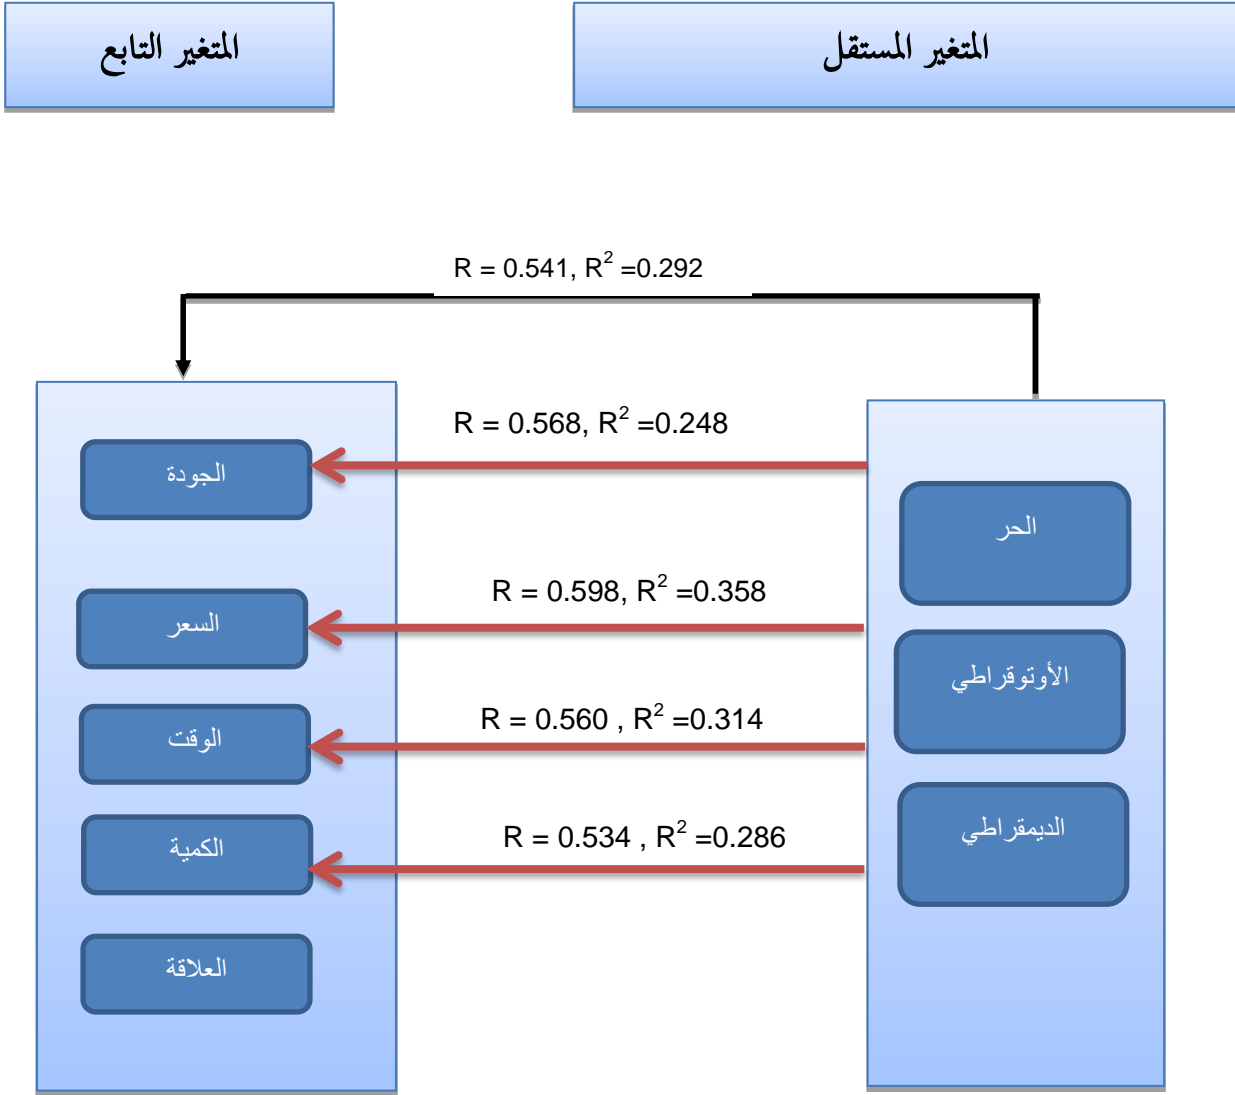 المتغير المستقل
المتغير التابع
R = 0.541, R² =0.292
R = 0.568, R² =0.248
الجودة
الحر
R = 0.598, R² =0.358
السعر
الأوتوقراطي
R = 0.560 , R² =0.314
الوقت
R = 0.534 , R² =0.286
الديمقراطي
الكمية
العلاقة